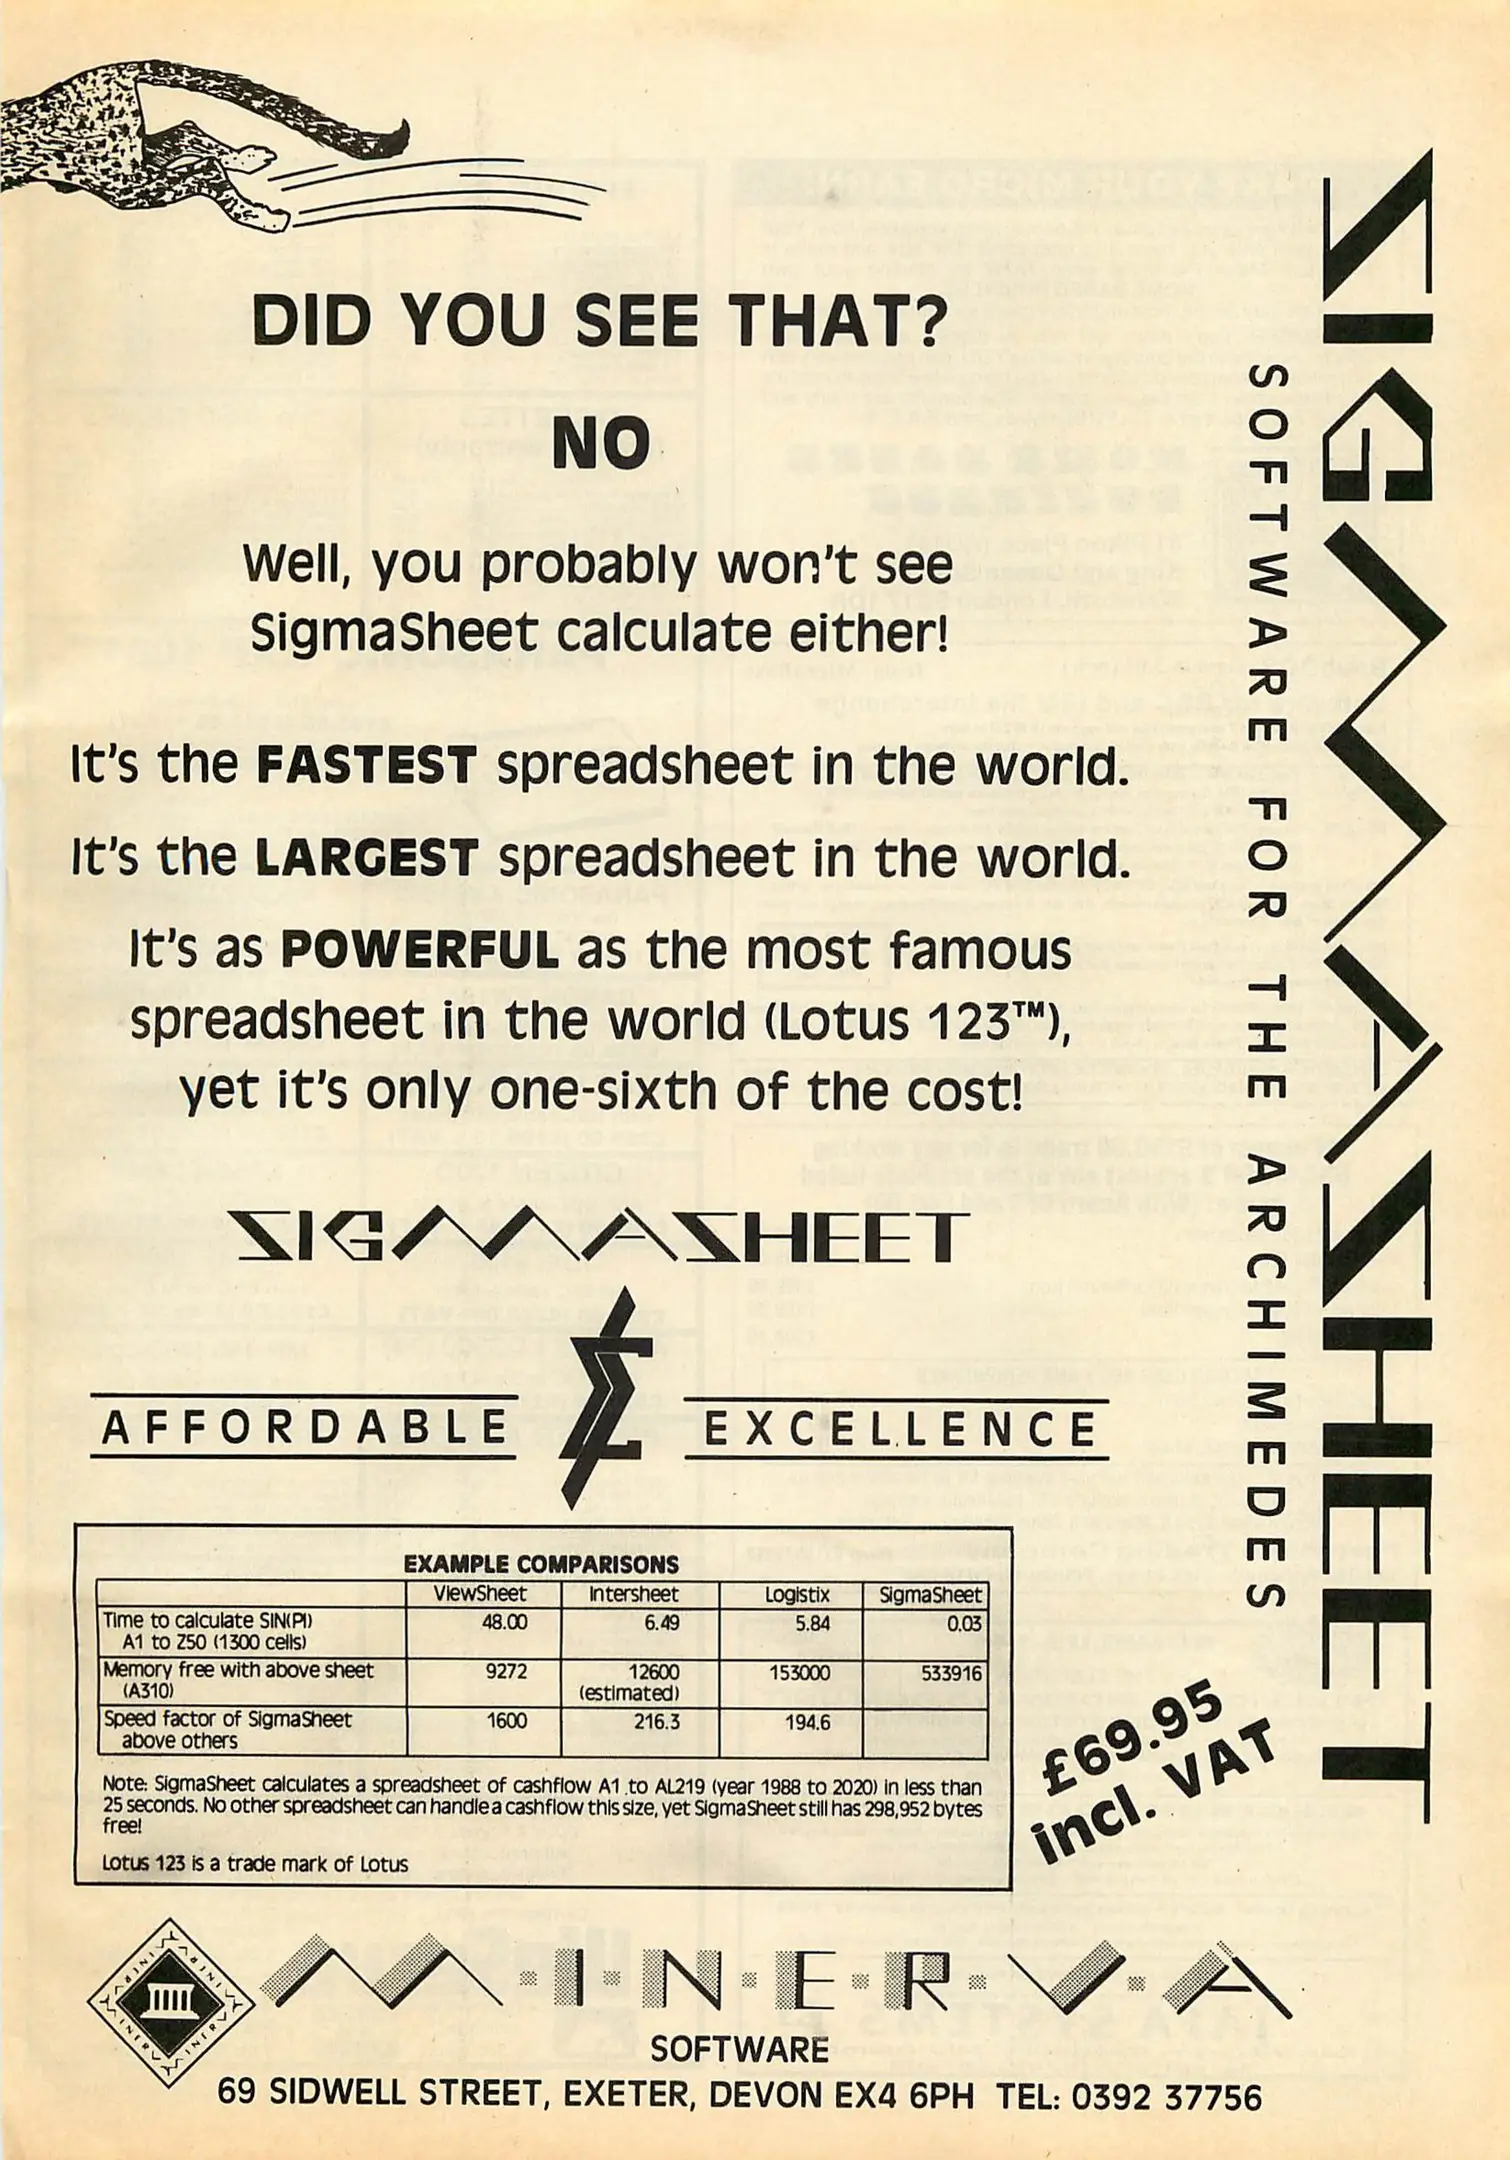 DID YOU SEE THAT?
NO
Well, you probably won't see
SigmaSheet calculate either!
It's the FASTEST spreadsheet in the world.
It's the LARGEST spreadsheet in the world.
It's as POWERFUL as the most famous
spreadsheet in the world (Lotus 123™),
yet it's only one-sixth of the cost!
SIGMASHEET
AFFORDABLE EXCELLENCE
EXAMPLE COMPARISONS
ViewSheet Intersheet Logistix SigmaSheet
Time to calculate SIN(PI) 48.00 6.49 5.84 0.03
A1 to Z50 (1300 cells)
Memory free with above sheet 9272 12600 153000 533916
(A310) (estimated)
Speed factor of SigmaSheet 1600 216.3 194.6
above others
Note: SigmaSheet calculates a spreadsheet of cashflow A1 to AL219 (year 1988 to 2020) in less than
25 seconds. No other spreadsheet can handle a cashflow this size, yet SigmaSheet still has 298,952 bytes
free!
Lotus 123 is a trade mark of Lotus
£69.95
incl. VAT
SOFTWARE FOR THE ARCHIMEDES
SIGMASHEET
MINERVA
M·I·N·E·R·V·A
SOFTWARE
69 SIDWELL STREET, EXETER, DEVON EX4 6PH TEL: 0392 37756